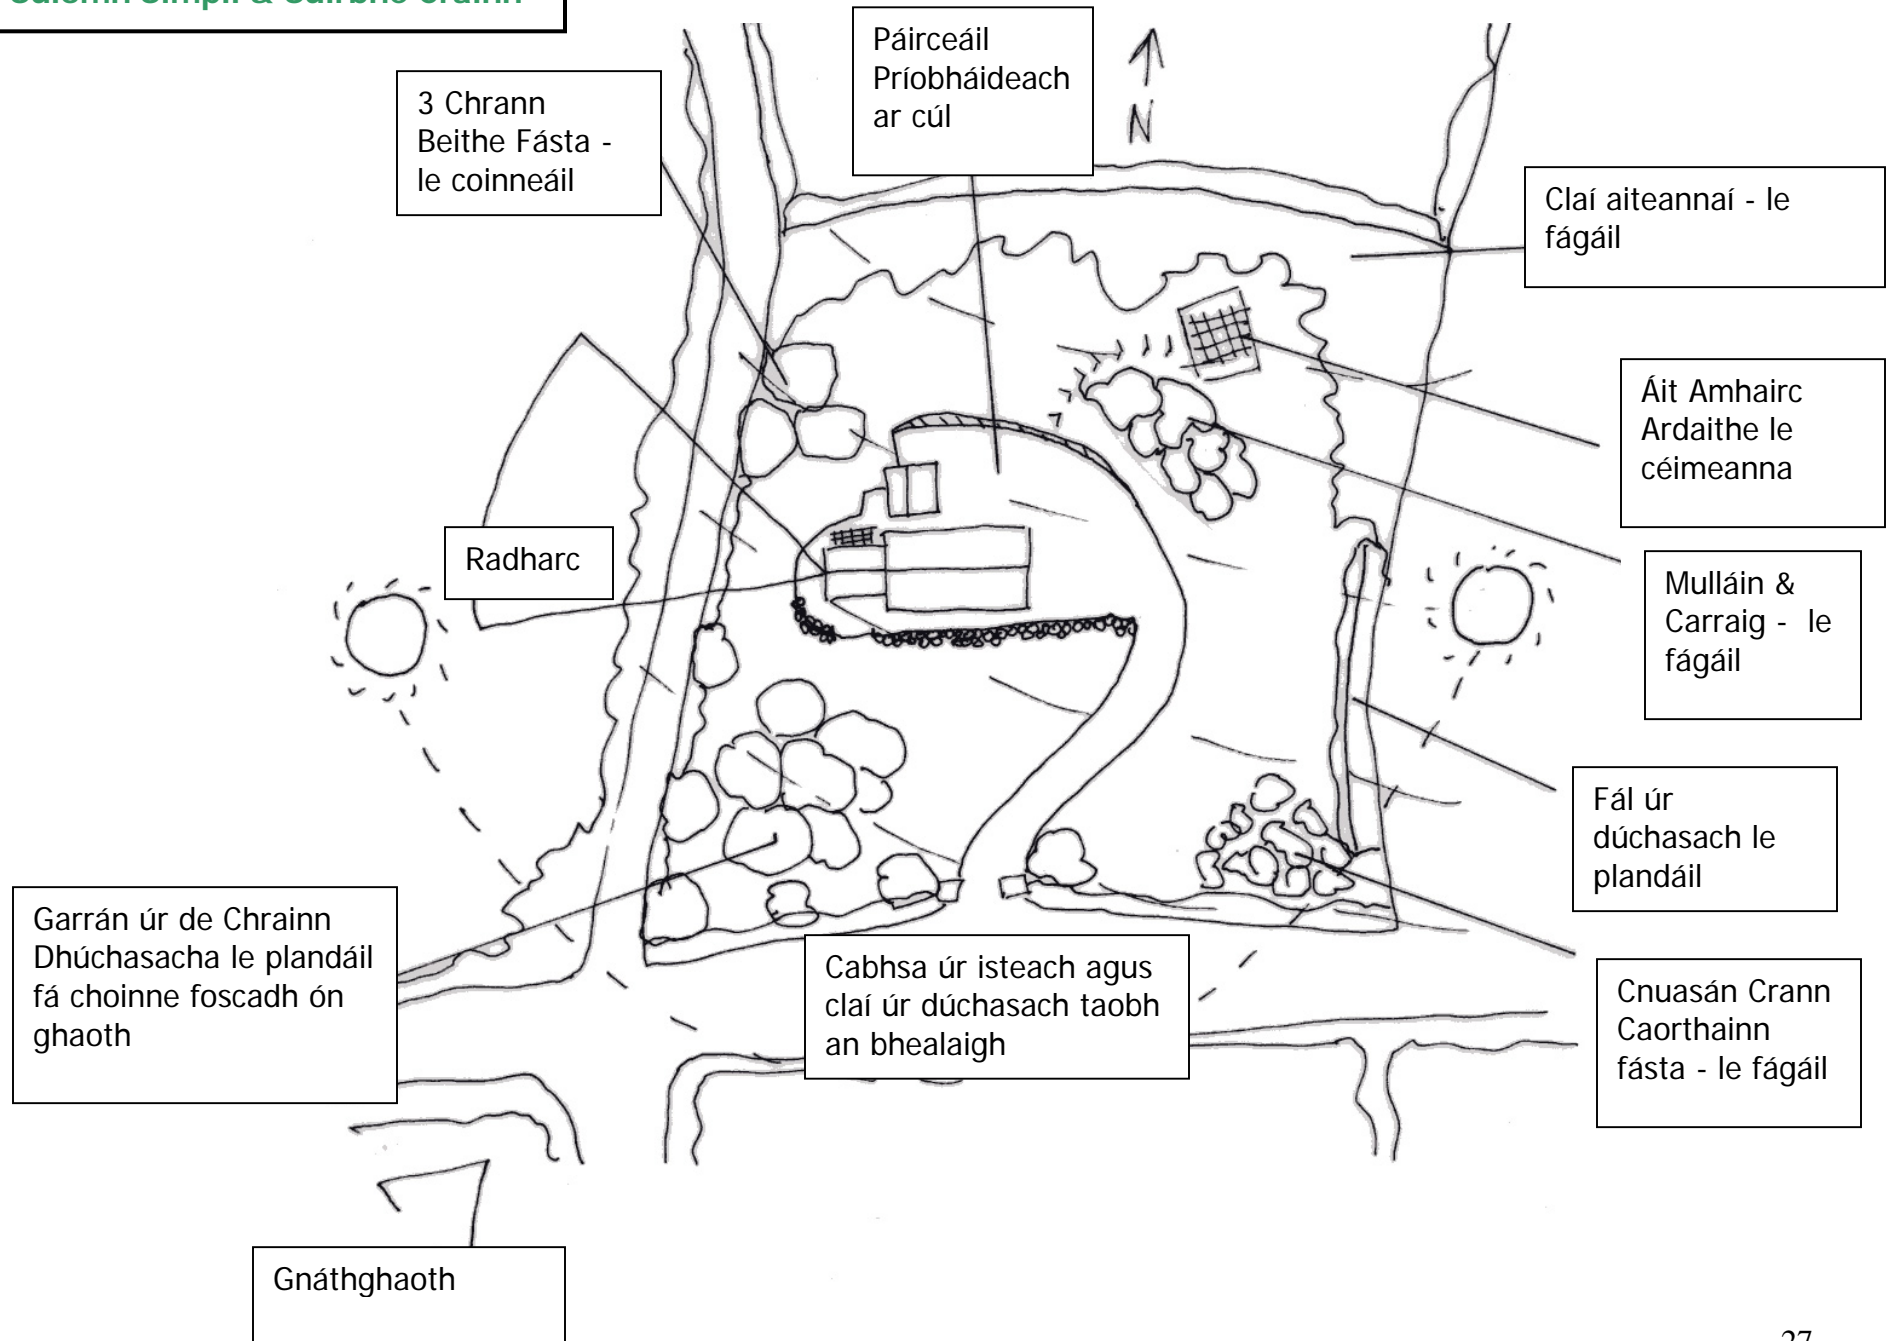 Páirceáil
Príobháideach
ar cúl
N
3 Chrann
Beithe Fásta -
le coinneáil
Claí aiteannaí - le
fágáil
Áit Amhairc
Ardaithe le
céimeanna
Radharc
Mulláin &
Carraig - le
fágáil
Fál úr
dúchasach le
plandáil
Garrán úr de Chrainn
Dhúchasacha le plandáil
fá choinne foscadh ón
ghaoth
Cabhsa úr isteach agus
claí úr dúchasach taobh
an bhealaigh
Cnuasán Crann
Caorthainn
fásta - le fágáil
Gnáthghaoth
27